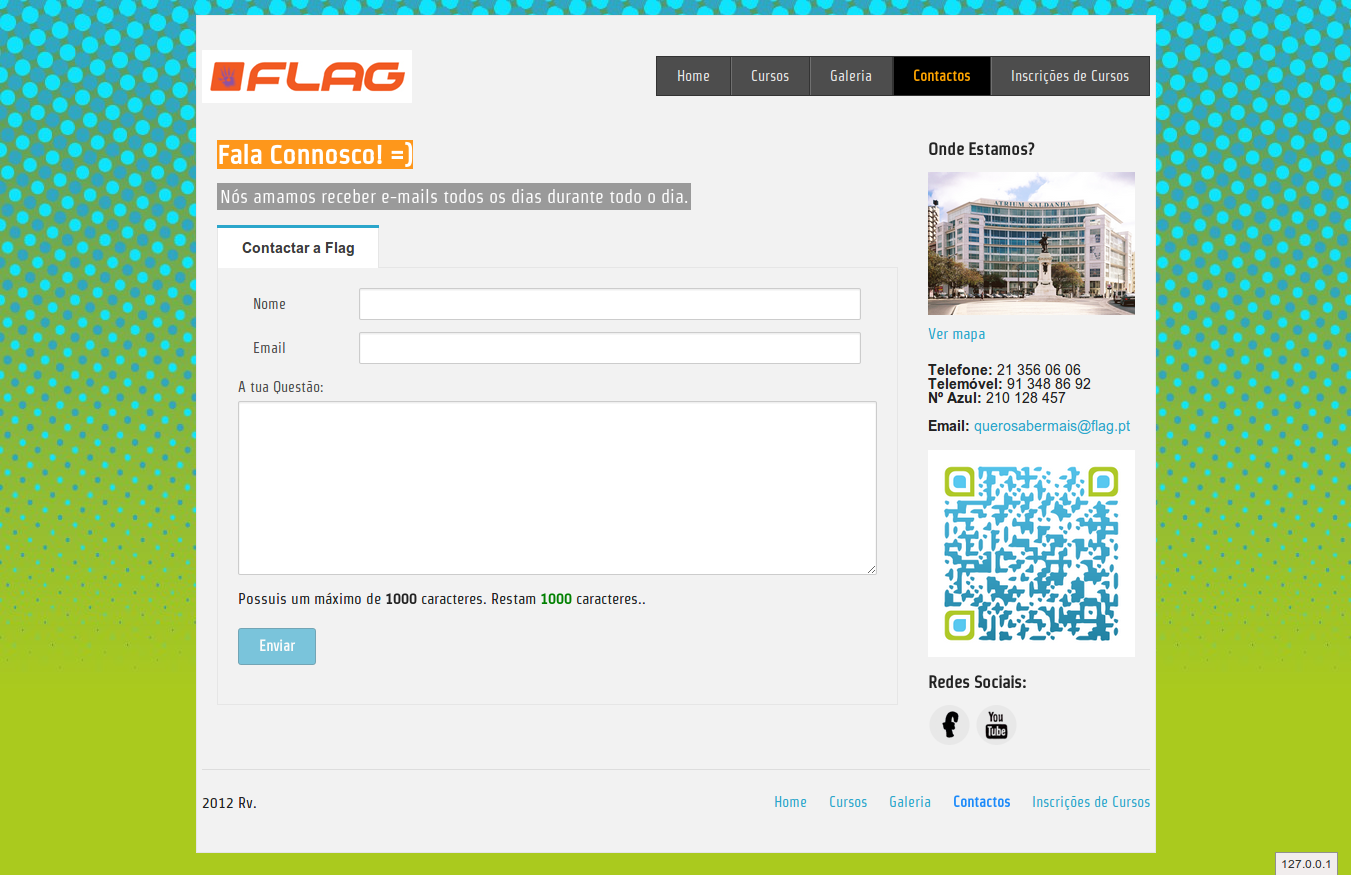 FLAG
Home
Cursos
Galeria
Contactos
Inscrições de Cursos
Fala Connosco! =)
Nós amamos receber e-mails todos os dias durante todo o dia.
Contactar a Flag
Nome
Email
A tua Questão:
Possuis um máximo de 1000 caracteres. Restam 1000 caracteres..
Enviar
Onde Estamos?
ATRIUM SALDANHA
Ver mapa
Telefone: 21 356 06 06
Telemóvel: 91 348 86 92
Nº Azul: 210 128 457
Email: querosabermais@flag.pt
Redes Sociais:
You
Tube
2012 Rv.
Home
Cursos
Galeria
Contactos
Inscrições de Cursos
127.0.0.1